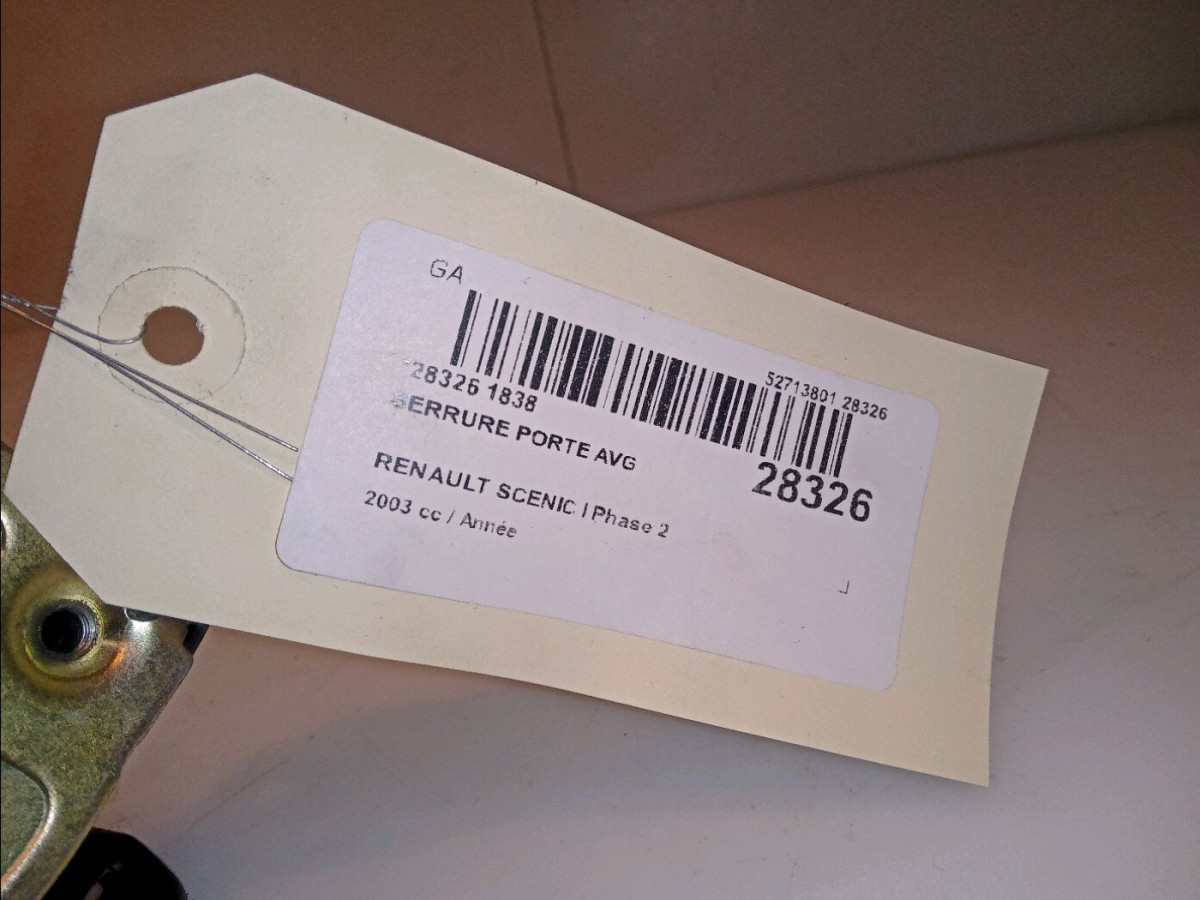 GA
52713801 28326
28326 1838
SERRURE PORTE AVG
28326
RENAULT SCENIC I Phase 2
2003 cc / Année